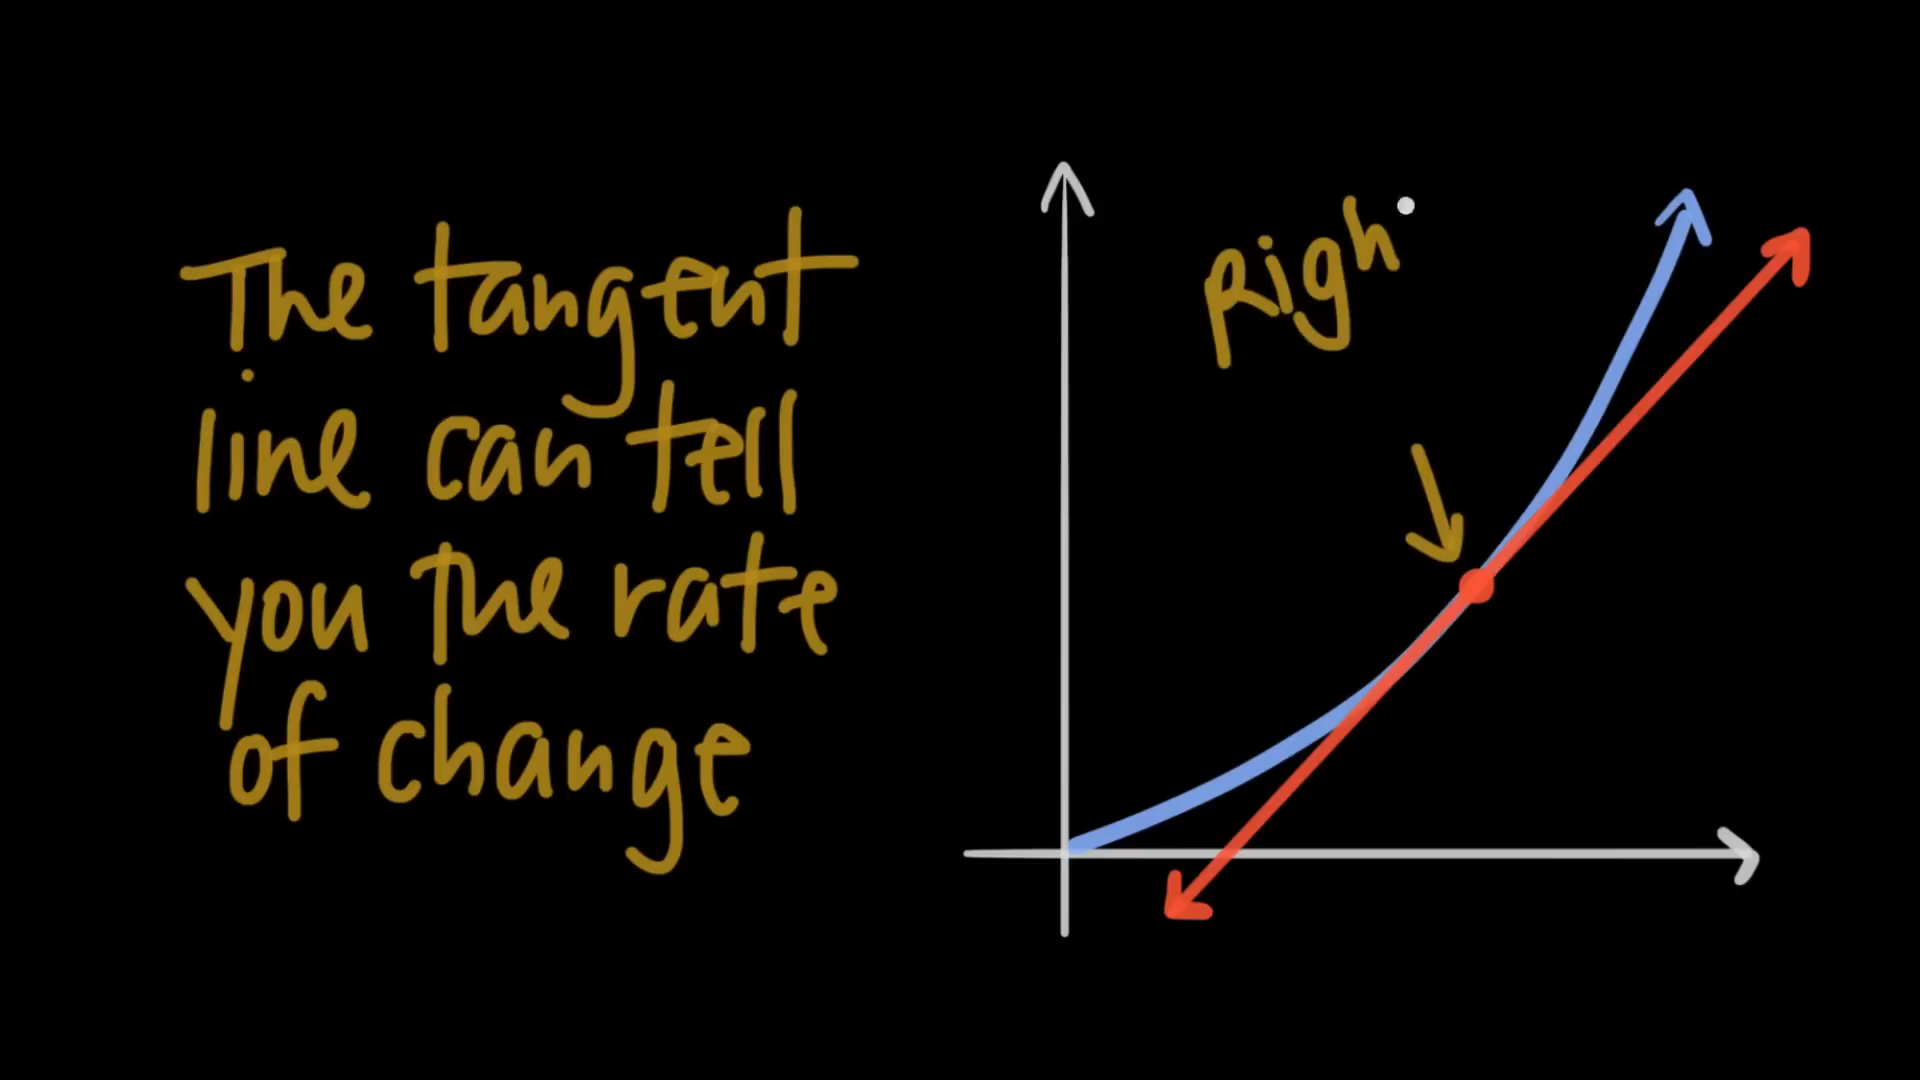 The tangent
line can tell
you the rate
of change
Righ